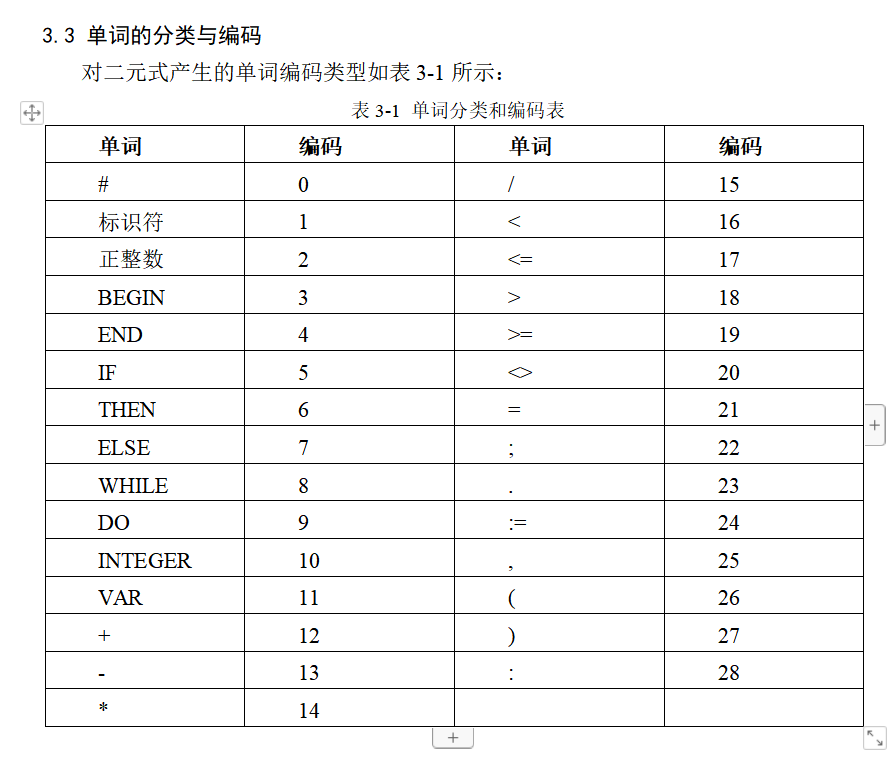 3.3 单词的分类与编码
对二元式产生的单词编码类型如表 3-1 所示:
表 3-1 单词分类和编码表
单词 编码 单词 编码
# 0 / 15
标识符 1 < 16
正整数 2 <= 17
BEGIN 3 > 18
END 4 >= 19
IF 5 <> 20
THEN 6 = 21
ELSE 7 ; 22
WHILE 8 . 23
DO 9 := 24
INTEGER 10 , 25
VAR 11 ( 26
+ 12 ) 27
- 13 : 28
* 14